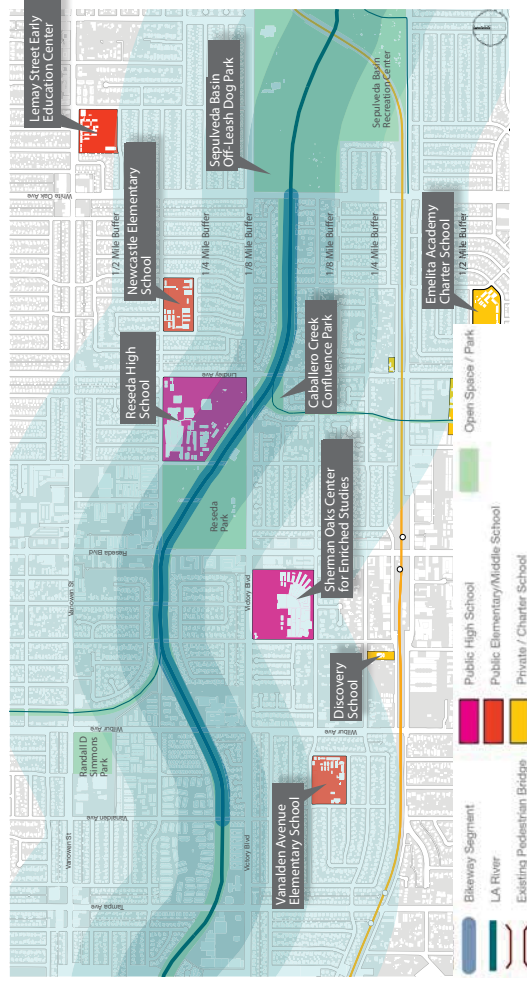 Lemay Street Early
Education Center
White Oak Ave
Newcastle Elementary
School
Sepulveda Basin
Off-Leash Dog Park
Sepulveda Basin
Recreation Center
1/2 Mile Buffer
1/4 Mile Buffer
1/8 Mile Buffer
1/8 Mile Buffer
1/4 Mile Buffer
1/2 Mile Buffer
Emelita Academy
Charter School
Reseda High
School
Lindley Ave
Caballero Creek
Confluence Park
Reseda
Park
Reseda Blvd
Vanowen St
Victory Blvd
Sherman Oaks Center
for Enriched Studies
Discovery
School
Wilbur Ave
Wilbur Ave
Randall D
Simmons
Park
Vanalden Ave
Vanalden Avenue
Elementary School
Vanowen St
Victory Blvd
Tampa Ave
Bikeway Segment
LA River
Existing Pedestrian Bridge
Public High School
Public Elementary/Middle School
Private / Charter School
Open Space / Park